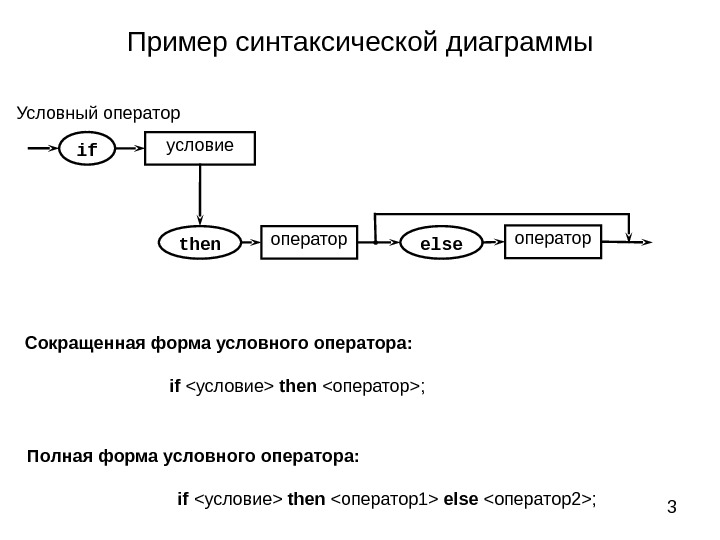 Пример синтаксической диаграммы
Условный оператор
if условие
then оператор else оператор
Сокращенная форма условного оператора:
if <условие> then <оператор>;
Полная форма условного оператора:
if <условие> then <оператор1> else <оператор2>;
3